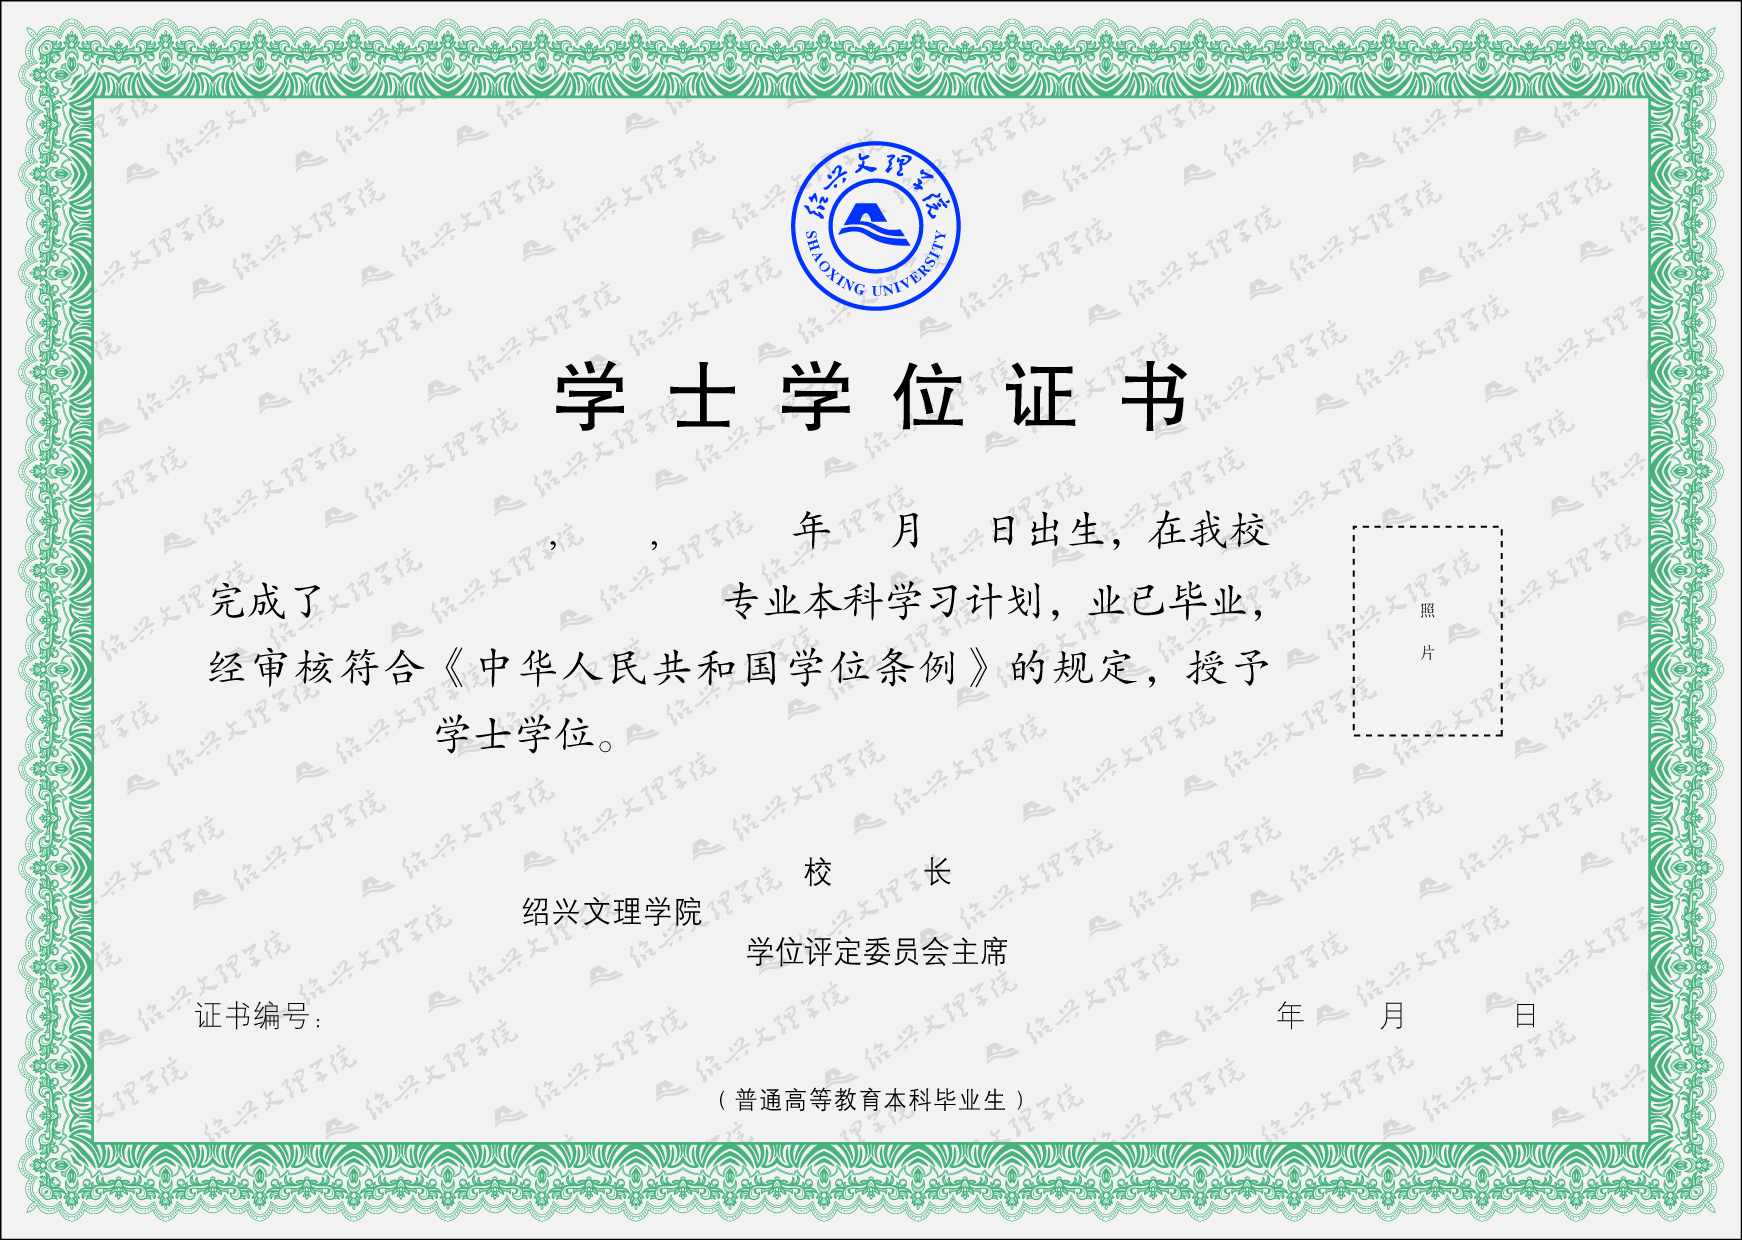 绍兴文理学院
SHAOXING UNIVERSITY
学士学位证书
， ， 年 月 日出生，在我校
完成了 专业本科学习计划，业已毕业，
经审核符合《中华人民共和国学位条例》的规定，授予
学士学位。
照
片
校 长
绍兴文理学院
学位评定委员会主席
证书编号： 年 月 日
（普通高等教育本科毕业生）